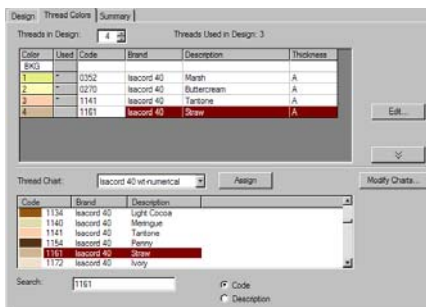 Design Thread Colors Summary
Threads in Design: 4 Threads Used in Design: 3
Color Used Code Brand Description Thickness
BKG
1 * 0352 Isacord 40 Marsh A
2 * 0270 Isacord 40 Buttercream A
3 * 1141 Isacord 40 Tantone A
4 1161 Isacord 40 Straw A
Edit...
Thread Chart: Isacord 40 wt-numerical Assign Modify Charts...
Code Brand Description
1134 Isacord 40 Light Cocoa
1140 Isacord 40 Meringue
1141 Isacord 40 Tantone
1154 Isacord 40 Penny
1161 Isacord 40 Straw
1172 Isacord 40 Ivory
Search: 1161 Code
Description